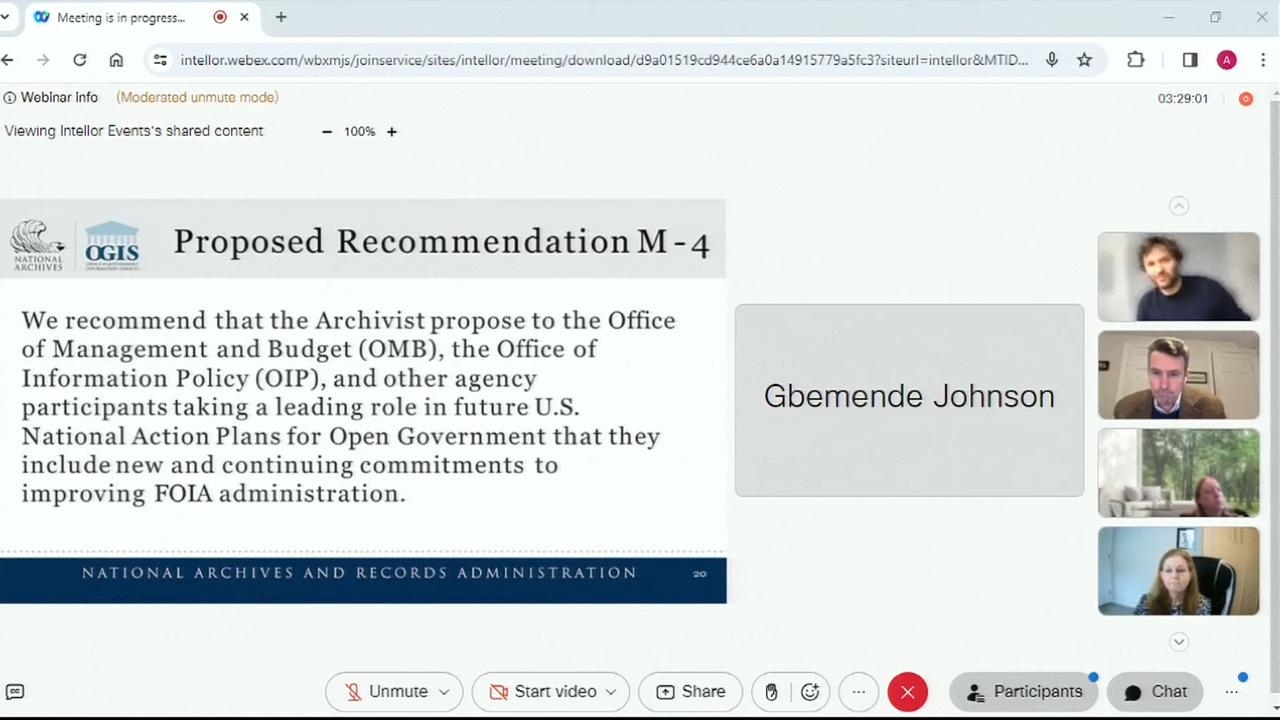 Meeting is in progress...
intellor.webex.com/wbxmjs/joinservice/sites/intellor/meeting/download/d9a01519cd944ce6a0a14915779a5fc3?siteurl=intellor&MTID...
A
Webinar Info (Moderated unmute mode)
03:29:01
Viewing Intellor Events's shared content
100%
NATIONAL
ARCHIVES
OGIS
Proposed Recommendation M-4
We recommend that the Archivist propose to the Office
of Management and Budget (OMB), the Office of
Information Policy (OIP), and other agency
participants taking a leading role in future U.S.
National Action Plans for Open Government that they
include new and continuing commitments to
improving FOIA administration.
NATIONAL ARCHIVES AND RECORDS ADMINISTRATION
20
Gbemende Johnson
Unmute
Start video
Share
Participants
Chat